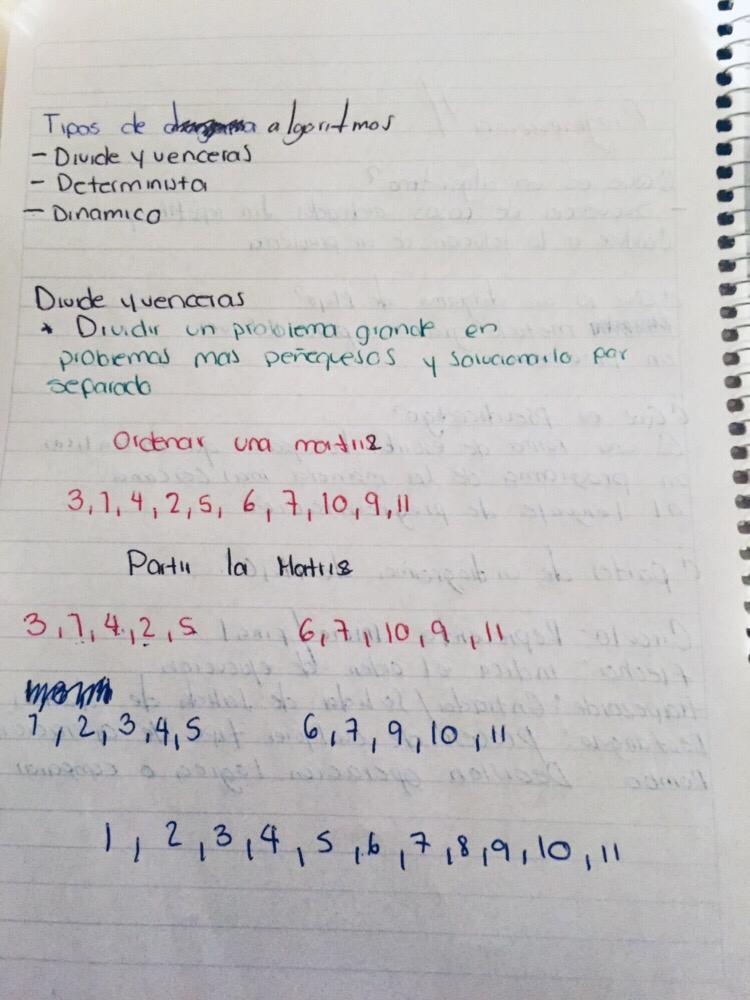 Tipos de algoritmos
- Divide y venceras
- Determinista
- Dinamico
Divide y venceras
* Dividir un problema grande en
problemas mas peñequesos y solucionarlo por
separado
Ordenar una matriz
3, 1, 4, 2, 5, 6, 7, 10, 9, 11
Partir la Matriz
3, 1, 4, 2, 5 6, 7, 10, 9, 11
1, 2, 3, 4, 5 6, 7, 9, 10, 11
1, 2, 3, 4, 5, 6, 7, 8, 9, 10, 11